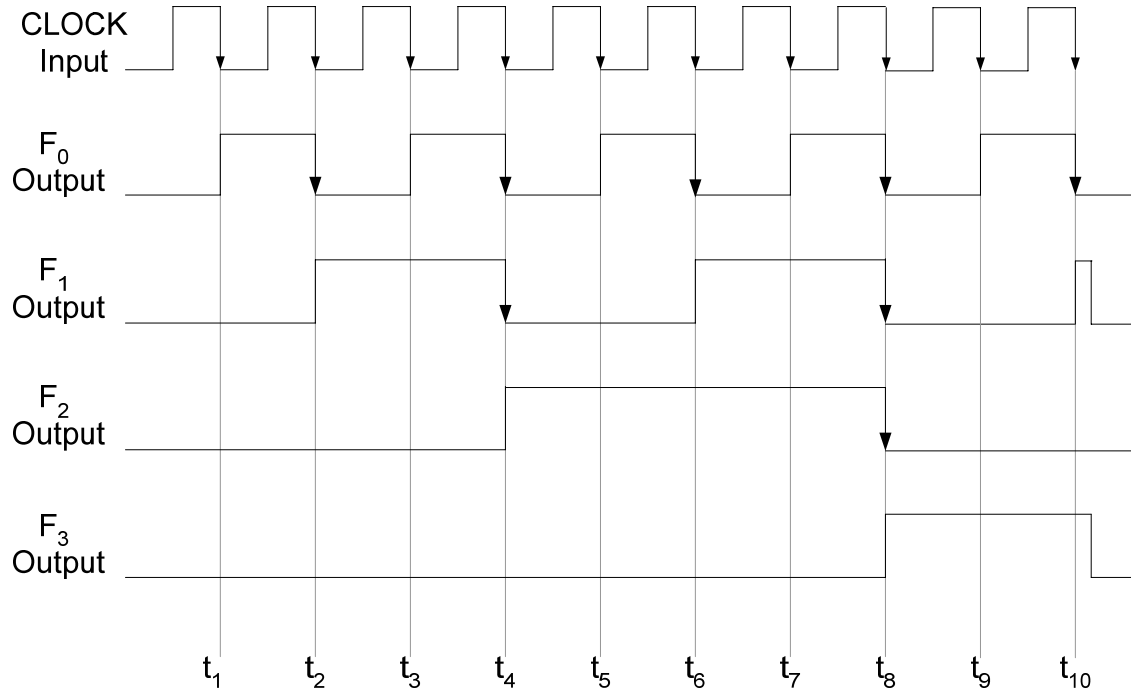 CLOCK
Input
F₀
Output
F₁
Output
F₂
Output
F₃
Output
t₁ t₂ t₃ t₄ t₅ t₆ t₇ t₈ t₉ t₁₀